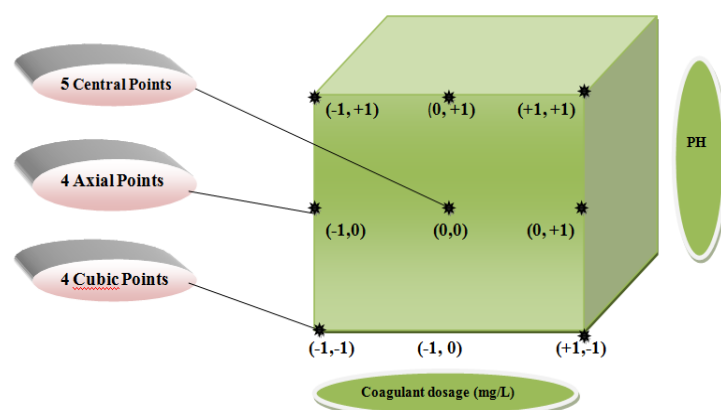 5 Central Points
(-1, +1) (0, +1) (+1, +1)
PH
4 Axial Points
(-1,0) (0,0) (0, +1)
4 Cubic Points
(-1,-1) (-1, 0) (+1,-1)
Coagulant dosage (mg/L)